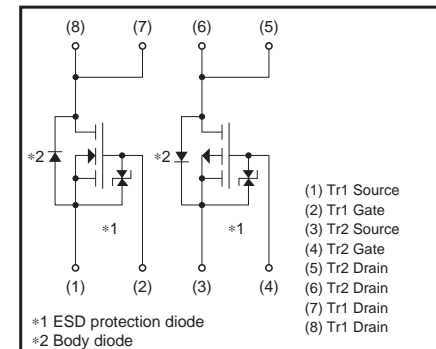 (8) (7) (6) (5)
∗2 ∗2
∗1 ∗1
(1) (2) (3) (4)
(1) Tr1 Source
(2) Tr1 Gate
(3) Tr2 Source
(4) Tr2 Gate
(5) Tr2 Drain
(6) Tr2 Drain
(7) Tr1 Drain
(8) Tr1 Drain
∗1 ESD protection diode
∗2 Body diode